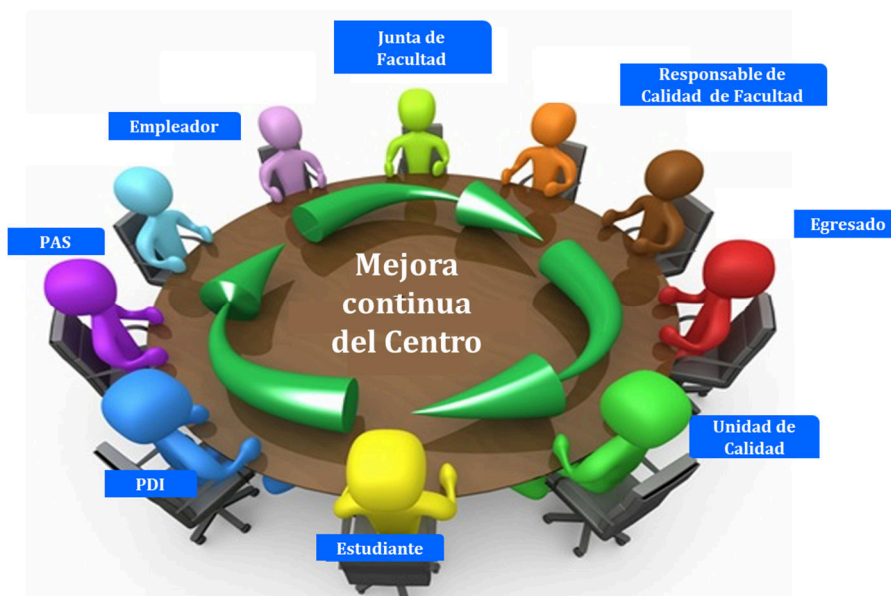 Junta de
Facultad
Responsable de
Calidad de Facultad
Empleador
Egresado
PAS
Mejora
continua
del Centro
Unidad de
Calidad
PDI
Estudiante